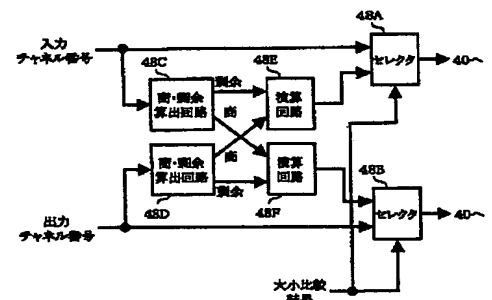 48A
入力
チャネル番号
48C
剰余
48E
セレクタ
40へ
商・剰余
算出回路
商
演算
回路
商・剰余
算出回路
商
演算
回路
剰余
48D
48F
48B
セレクタ
40へ
出力
チャネル番号
大小比較
結果